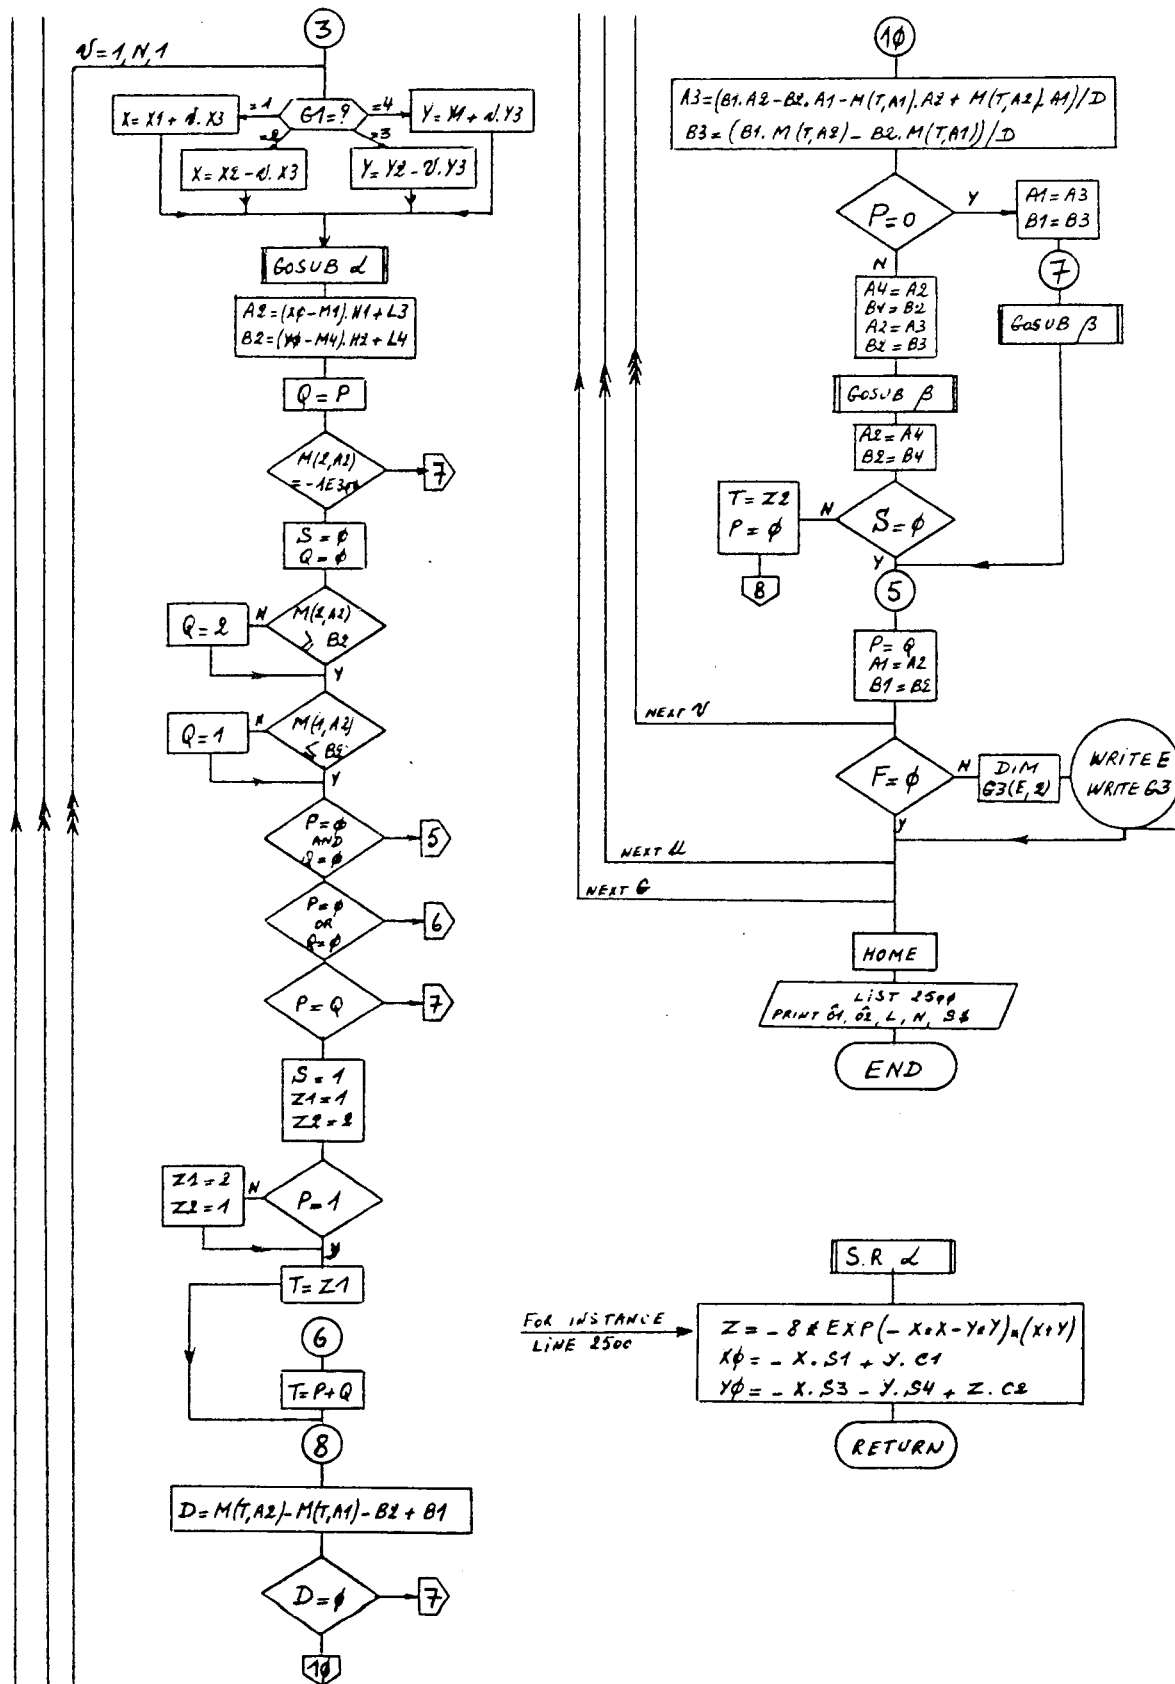 3
V=1, N, 1
X=X1+V.X3
=1
G1=?
=4
Y=Y1+V.Y3
=2
=3
X=X2-V.X3
Y=Y2-V.Y3
GOSUB α
A2=(Xφ-M1).H1+L3
B2=(Yφ-M4).H2+L4
Q=P
M(2,A2)
=-1E3φ
7
S=φ
Q=φ
Q=2
N
M(2,A2)
≥ B2
Y
Q=1
N
M(1,A2)
≤ B2
Y
P=φ
AND
Q=φ
5
P=φ
OR
Q=φ
6
P=Q
7
S=1
Z1=1
Z2=2
Z1=2
Z2=1
N
P=1
Y
T=Z1
6
T=P+Q
8
D=M(T,A2)-M(T,A1)-B2+B1
D=φ
7
1φ
1φ
A3=(B1.A2-B2.A1-M(T,A1).A2+M(T,A2).A1)/D
B3=(B1.M(T,A2)-B2.M(T,A1))/D
P=0
Y
A1=A3
B1=B3
N
7
A4=A2
B4=B2
A2=A3
B2=B3
GOSUB β
GOSUB β
A2=A4
B2=B4
T=Z2
P=φ
N
S=φ
8
Y
5
P=Q
A1=A2
B1=B2
NEXT V
F=φ
N
DIM
G3(E,2)
WRITE E
WRITE G3
Y
NEXT U
NEXT G
HOME
LIST 25φφ
PRINT Ô1, Ô2, L, N, S$
END
S.R α
FOR INSTANCE
LINE 2500
Z=-8*EXP(-X*X-Y*Y)*(X+Y)
Xφ=-X.S1+Y.C1
Yφ=-X.S3-Y.S4+Z.C2
RETURN